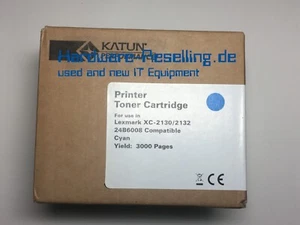 KATUN
Hardware-Reselling.de
used and new IT Equipment
Printer
Toner Cartridge
For use in
Lexmark XC-2130/2132
24B6008 Compatible
Cyan
Yield: 3000 Pages
CE